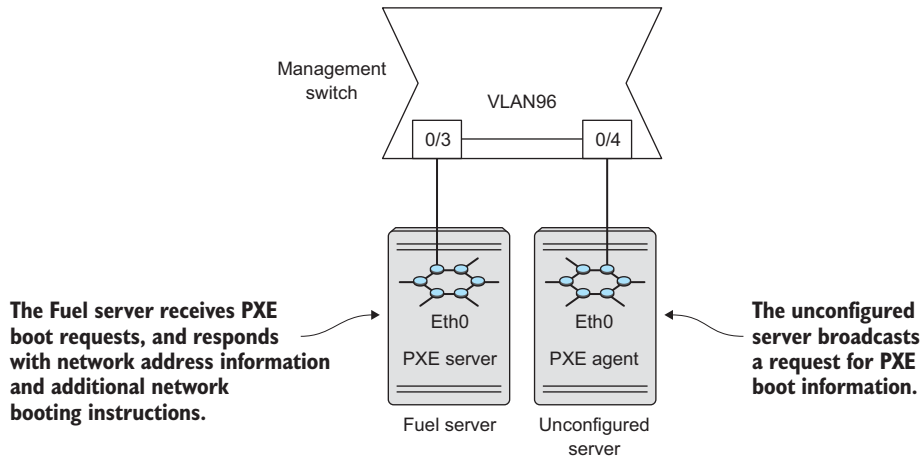 Management
switch
VLAN96
0/3
0/4
The Fuel server receives PXE
boot requests, and responds
with network address information
and additional network
booting instructions.
Eth0
PXE server
Fuel server
Eth0
PXE agent
Unconfigured
server
The unconfigured
server broadcasts
a request for PXE
boot information.